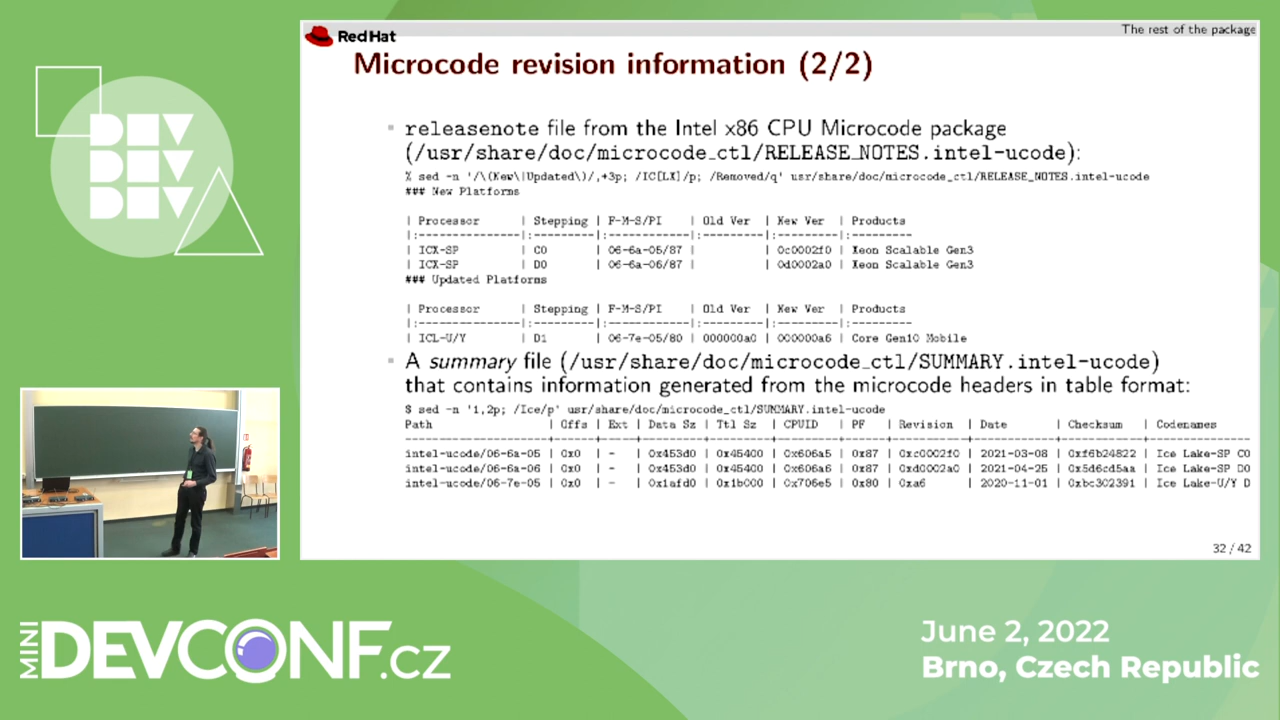 DEV
DEV
DEV
Red Hat
The rest of the package
Microcode revision information (2/2)
releasenote file from the Intel x86 CPU Microcode package
(/usr/share/doc/microcode_ctl/RELEASE_NOTES.intel-ucode):
% sed -n '/\(New\|Updated\)/,+3p; /IC[LX]/p; /Removed/q' usr/share/doc/microcode_ctl/RELEASE_NOTES.intel-ucode
### New Platforms
| Processor | Stepping | F-M-S/PI | Old Ver | New Ver | Products
|:---------------|:---------|:------------|:---------|:---------|:---------
| ICX-SP | C0 | 06-6a-05/87 | | 0c0002f0 | Xeon Scalable Gen3
| ICX-SP | D0 | 06-6a-06/87 | | 0d0002a0 | Xeon Scalable Gen3
### Updated Platforms
| Processor | Stepping | F-M-S/PI | Old Ver | New Ver | Products
|:---------------|:---------|:------------|:---------|:---------|:---------
| ICL-U/Y | D1 | 06-7e-05/80 | 000000a0 | 000000a6 | Core Gen10 Mobile
A summary file (/usr/share/doc/microcode_ctl/SUMMARY.intel-ucode)
that contains information generated from the microcode headers in table format:
$ sed -n '1,2p; /Ice/p' usr/share/doc/microcode_ctl/SUMMARY.intel-ucode
Path | Offs | Ext | Data Sz | Ttl Sz | CPUID | PF | Revision | Date | Checksum | Codenames
---------------------+------+-----+---------+---------+---------+------+------------+------------+------------+--------------
intel-ucode/06-6a-05 | 0x0 | - | 0x453d0 | 0x45400 | 0x606a5 | 0x87 | 0xc0002f0 | 2021-03-08 | 0xf6b24822 | Ice Lake-SP C0
intel-ucode/06-6a-06 | 0x0 | - | 0x453d0 | 0x45400 | 0x606a6 | 0x87 | 0xd0002a0 | 2021-04-25 | 0x5d6cd5aa | Ice Lake-SP D0
intel-ucode/06-7e-05 | 0x0 | - | 0x1afd0 | 0x1b000 | 0x706e5 | 0x80 | 0xa6 | 2020-11-01 | 0xbc302391 | Ice Lake-U/Y D
32 / 42
MINI DEVCONF.cz
June 2, 2022
Brno, Czech Republic